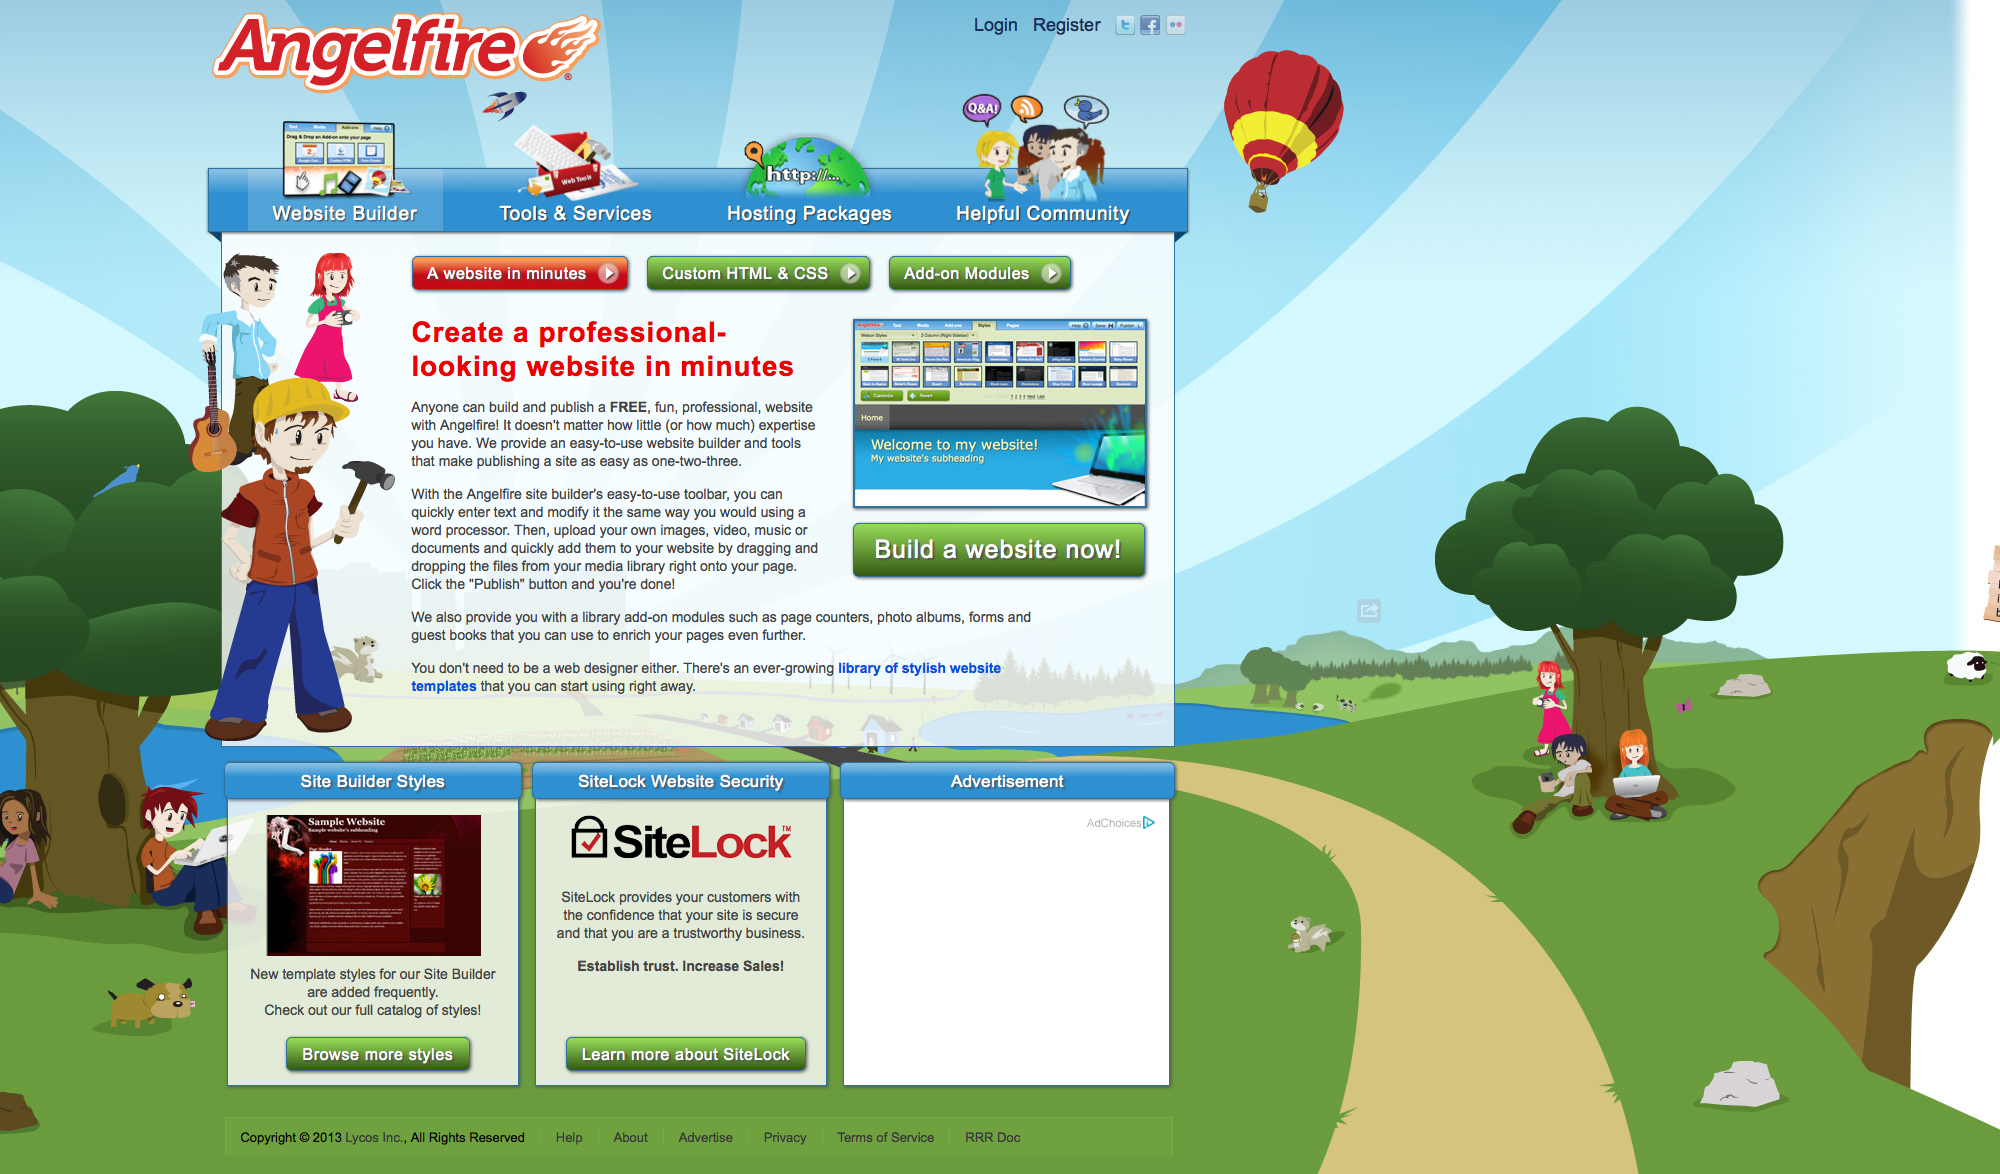 Angelfire
Login Register
Q&A!
Web Tools
http://...
Website Builder
Tools & Services
Hosting Packages
Helpful Community
A website in minutes
Custom HTML & CSS
Add-on Modules
Create a professional-
looking website in minutes
Anyone can build and publish a FREE, fun, professional, website
with Angelfire! It doesn't matter how little (or how much) expertise
you have. We provide an easy-to-use website builder and tools
that make publishing a site as easy as one-two-three.
With the Angelfire site builder's easy-to-use toolbar, you can
quickly enter text and modify it the same way you would using a
word processor. Then, upload your own images, video, music or
documents and quickly add them to your website by dragging and
dropping the files from your media library right onto your page.
Click the "Publish" button and you're done!
Home
Welcome to my website!
My website's subheading
Build a website now!
We also provide you with a library add-on modules such as page counters, photo albums, forms and
guest books that you can use to enrich your pages even further.
You don't need to be a web designer either. There's an ever-growing library of stylish website
templates that you can start using right away.
Site Builder Styles
Sample Website
Sample website's subheading
New template styles for our Site Builder
are added frequently.
Check out our full catalog of styles!
Browse more styles
SiteLock Website Security
SiteLock™
SiteLock provides your customers with
the confidence that your site is secure
and that you are a trustworthy business.
Establish trust. Increase Sales!
Learn more about SiteLock
Advertisement
AdChoices
Copyright © 2013 Lycos Inc., All Rights Reserved
Help
About
Advertise
Privacy
Terms of Service
RRR Doc